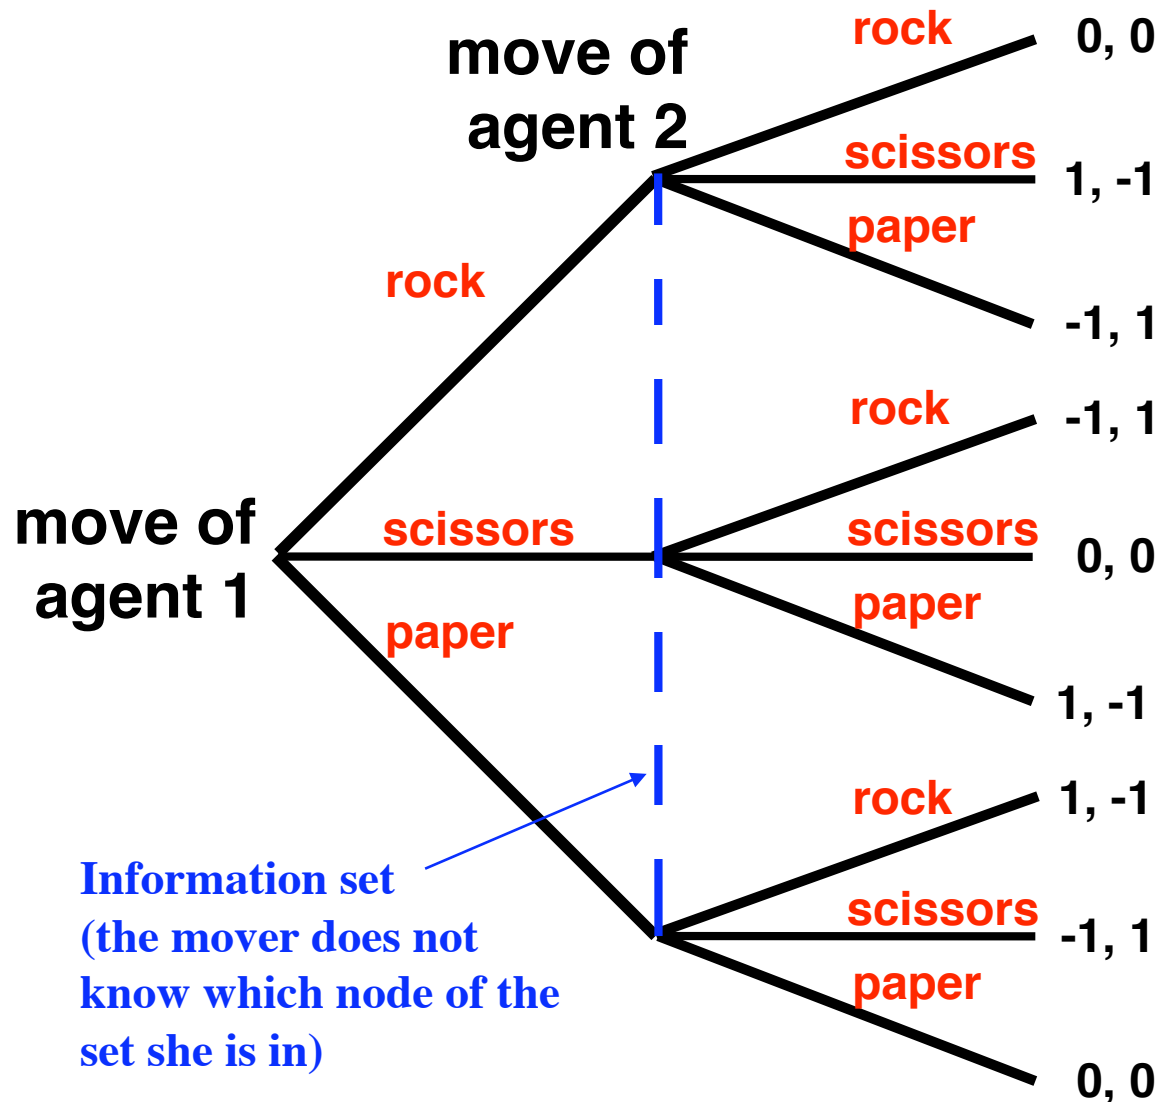 move of
agent 2
rock
0, 0
scissors
1, -1
paper
-1, 1
rock
rock
-1, 1
move of
agent 1
scissors
scissors
0, 0
paper
paper
1, -1
rock
1, -1
Information set
(the mover does not
know which node of the
set she is in)
scissors
-1, 1
paper
0, 0